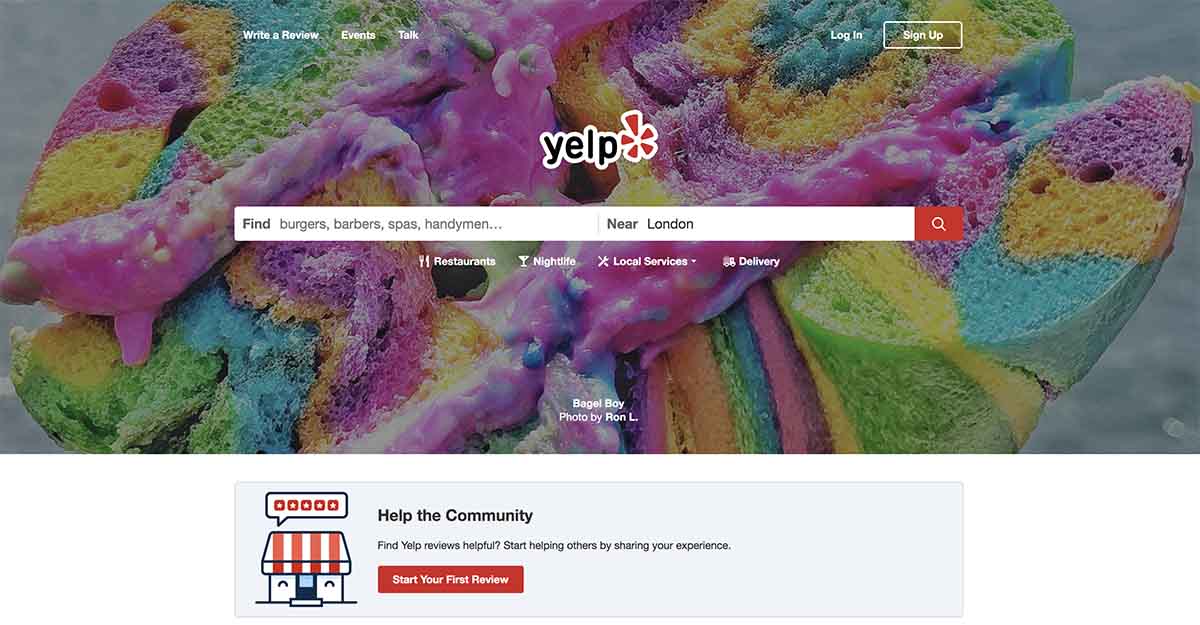 Write a Review Events Talk Log In Sign Up
yelp
Find burgers, barbers, spas, handymen… Near London
Restaurants Nightlife Local Services Delivery
Bagel Boy
Photo by Ron L.
Help the Community
Find Yelp reviews helpful? Start helping others by sharing your experience.
Start Your First Review